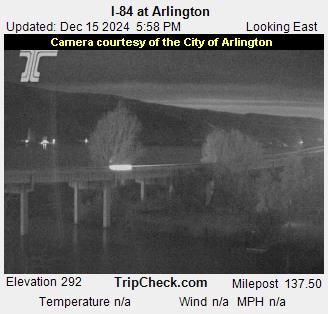 I-84 at Arlington
Updated: Dec 15 2024 5:58 PM Looking East
Camera courtesy of the City of Arlington
Elevation 292 TripCheck.com Milepost 137.50
Temperature n/a Wind n/a MPH n/a